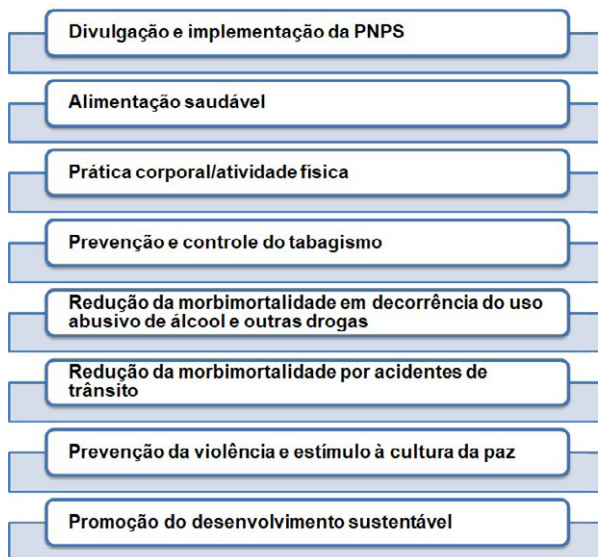 Divulgação e implementação da PNPS
Alimentação saudável
Prática corporal/atividade física
Prevenção e controle do tabagismo
Redução da morbimortalidade em decorrência do uso
abusivo de álcool e outras drogas
Redução da morbimortalidade por acidentes de
trânsito
Prevenção da violência e estímulo à cultura da paz
Promoção do desenvolvimento sustentável